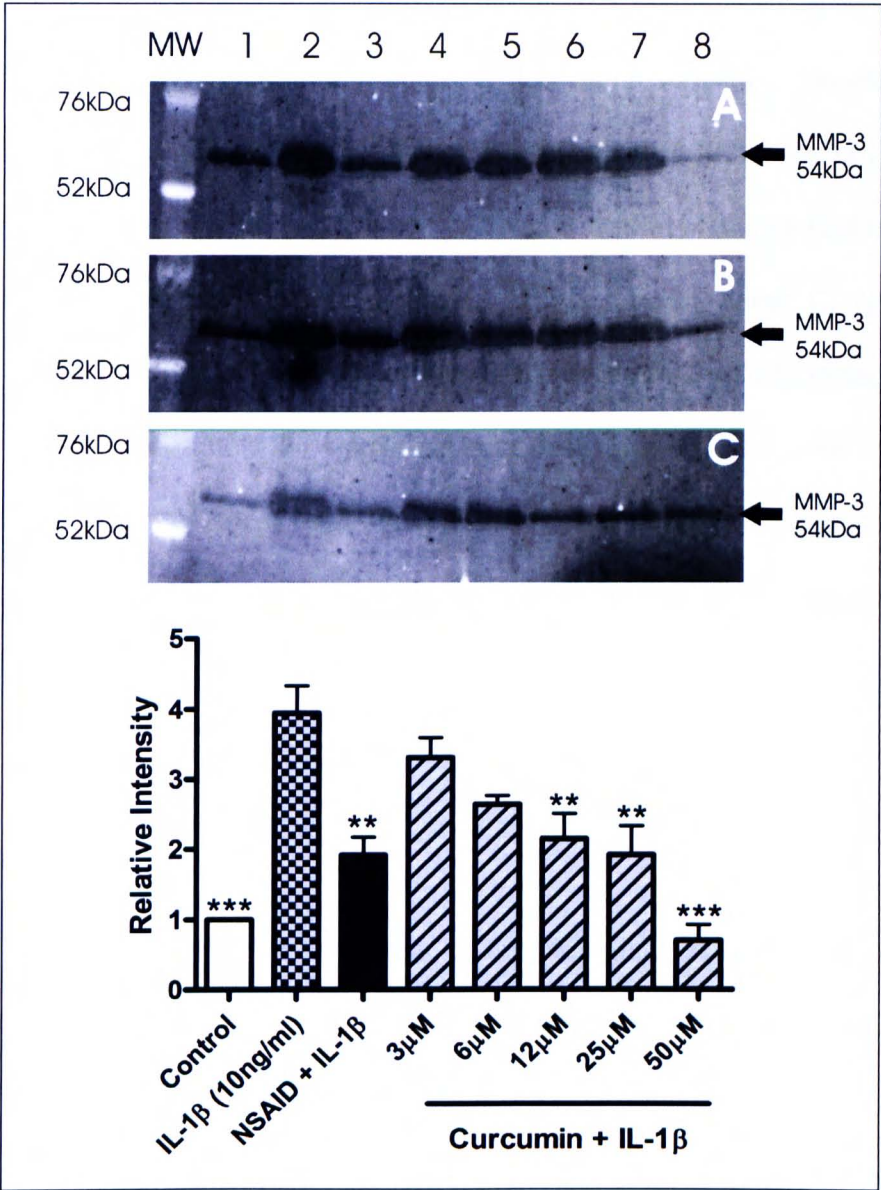 MW 1 2 3 4 5 6 7 8
76kDa
A
MMP-3
54kDa
52kDa
76kDa
B
MMP-3
54kDa
52kDa
76kDa
C
MMP-3
54kDa
52kDa
5
4
3
2
1
0
Relative Intensity
***
**
**
**
***
Control
IL-1β (10ng/ml)
NSAID + IL-1β
3µM
6µM
12µM
25µM
50µM
Curcumin + IL-1β